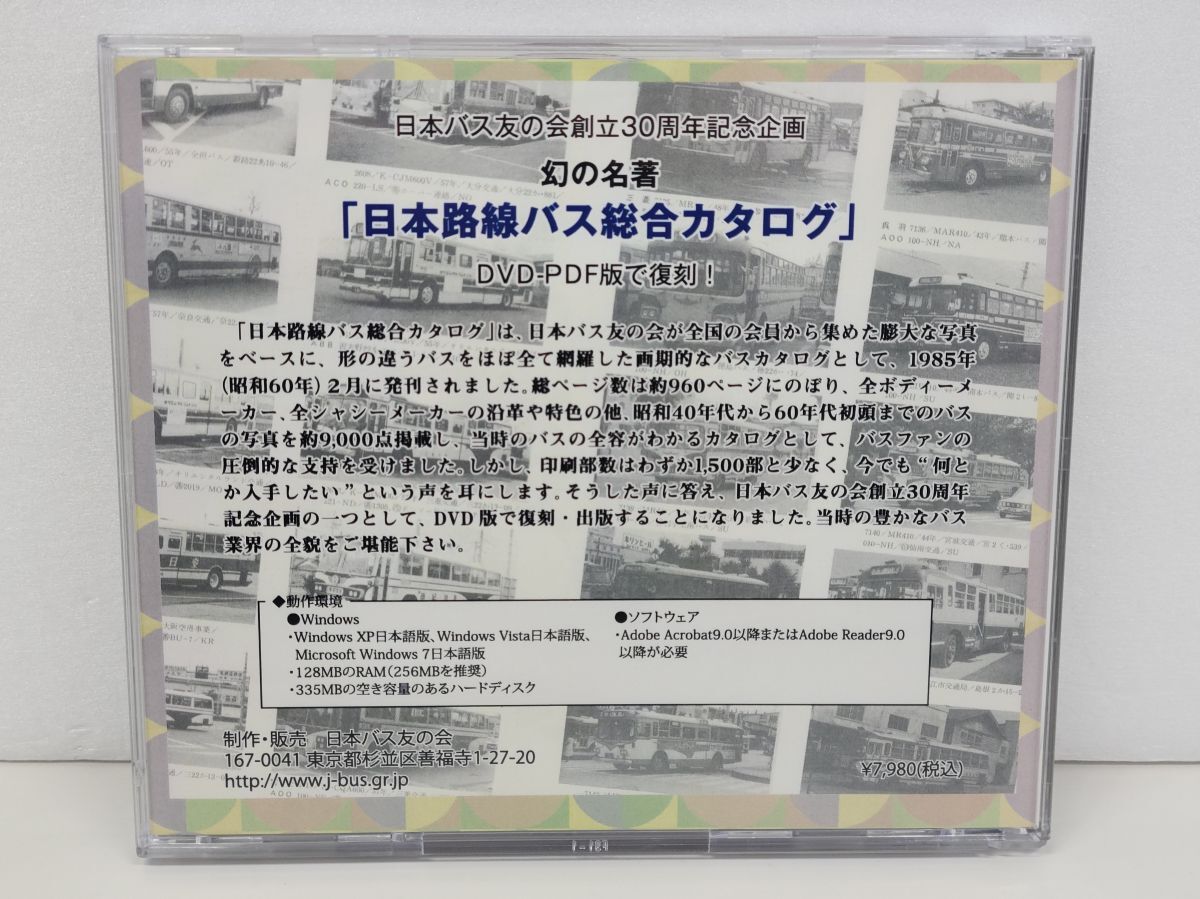 日本バス友の会創立30周年記念企画
幻の名著
「日本路線バス総合カタログ」
DVD-PDF版で復刻！
「日本路線バス総合カタログ」は、日本バス友の会が全国の会員から集めた膨大な写真
をベースに、形の違うバスをほぼ全て網羅した画期的なバスカタログとして、1985年
(昭和60年) 2月に発刊されました。総ページ数は約960ページにのぼり、全ボディーメ
ーカー、全シャシーメーカーの沿革や特色の他、昭和40年代から60年代初頭までのバス
の写真を約9,000点掲載し、当時のバスの全容がわかるカタログとして、バスファンの
圧倒的な支持を受けました。しかし、印刷部数はわずか1,500部と少なく、今でも“何と
か入手したい”という声を耳にします。そうした声に答え、日本バス友の会創立30周年
記念企画の一つとして、DVD版で復刻・出版することになりました。当時の豊かなバス
業界の全貌をご堪能下さい。
◆動作環境
●Windows
・Windows XP日本語版、Windows Vista日本語版、
Microsoft Windows 7日本語版
・128MBのRAM(256MBを推奨)
・335MBの空き容量のあるハードディスク
●ソフトウェア
・Adobe Acrobat9.0以降またはAdobe Reader9.0
以降が必要
制作・販売 日本バス友の会
167-0041 東京都杉並区善福寺1-27-20
http://www.j-bus.gr.jp
¥7,980(税込)